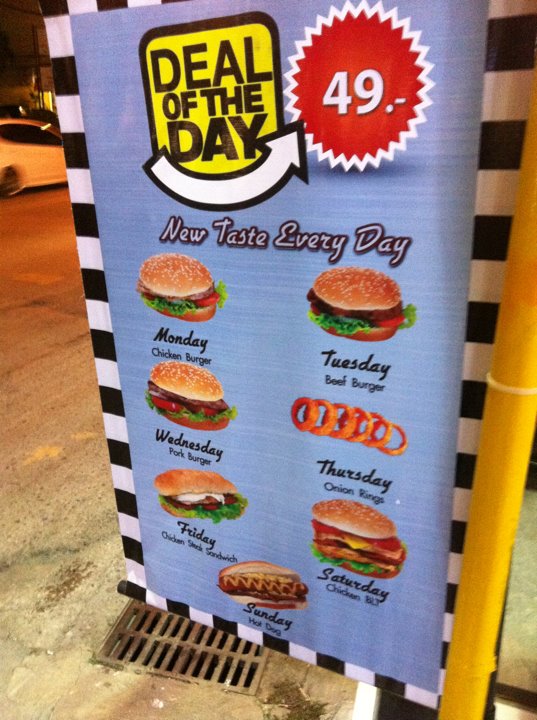 DEAL
OF THE
DAY
49.-
New Taste Every Day
Monday
Chicken Burger
Tuesday
Beef Burger
Wednesday
Pork Burger
Thursday
Onion Rings
Friday
Chicken Steak Sandwich
Saturday
Chicken BLT
Sunday
Hot Dog